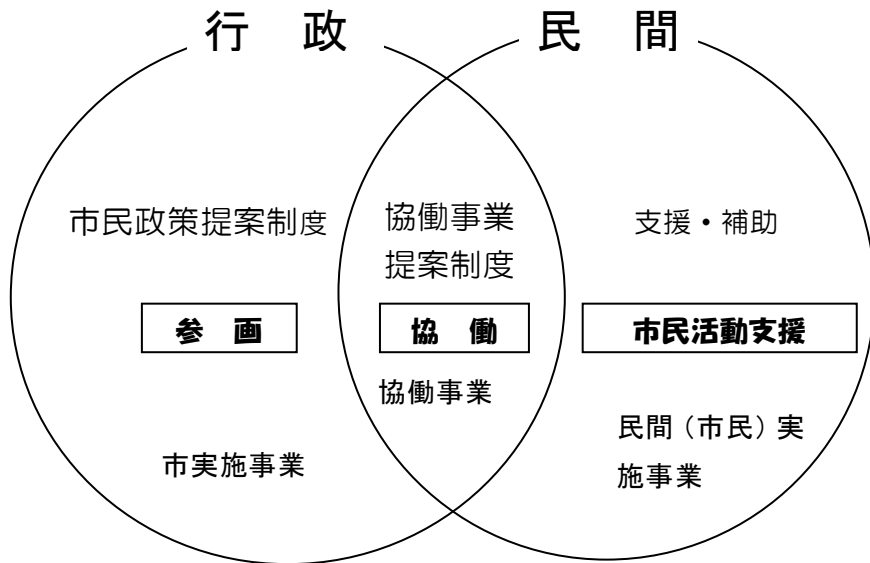 行　政
民　間
市民政策提案制度
協働事業
提案制度
支援・補助
参　画
協　働
市民活動支援
協働事業
市実施事業
民間（市民）実
施事業